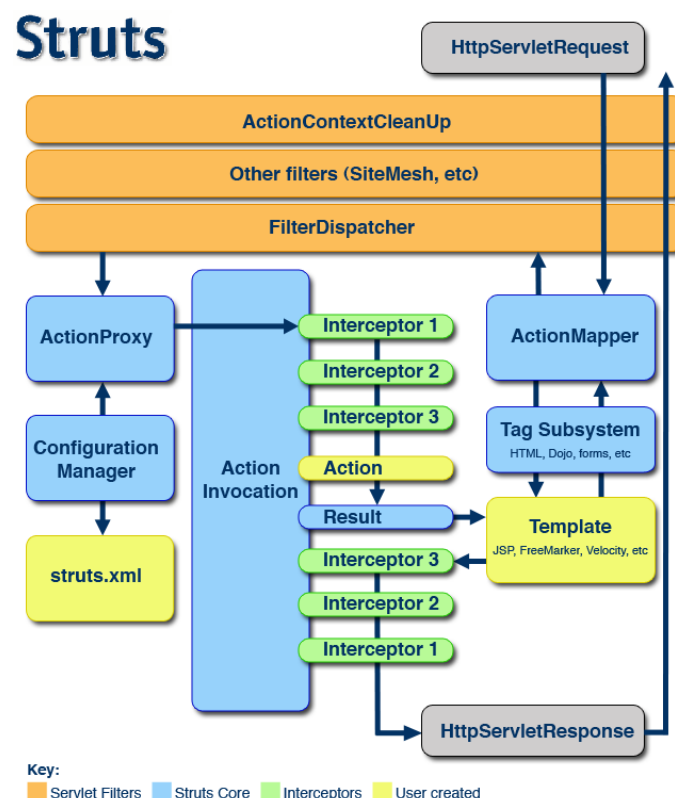 Struts
HttpServletRequest
ActionContextCleanUp
Other filters (SiteMesh, etc)
FilterDispatcher
ActionProxy
Interceptor 1
ActionMapper
Interceptor 2
Interceptor 3
Configuration
Manager
Action
Invocation
Tag Subsystem
HTML, Dojo, forms, etc
Action
Result
Template
JSP, FreeMarker, Velocity, etc
struts.xml
Interceptor 3
Interceptor 2
Interceptor 1
HttpServletResponse
Key:
Servlet Filters Struts Core Interceptors User created